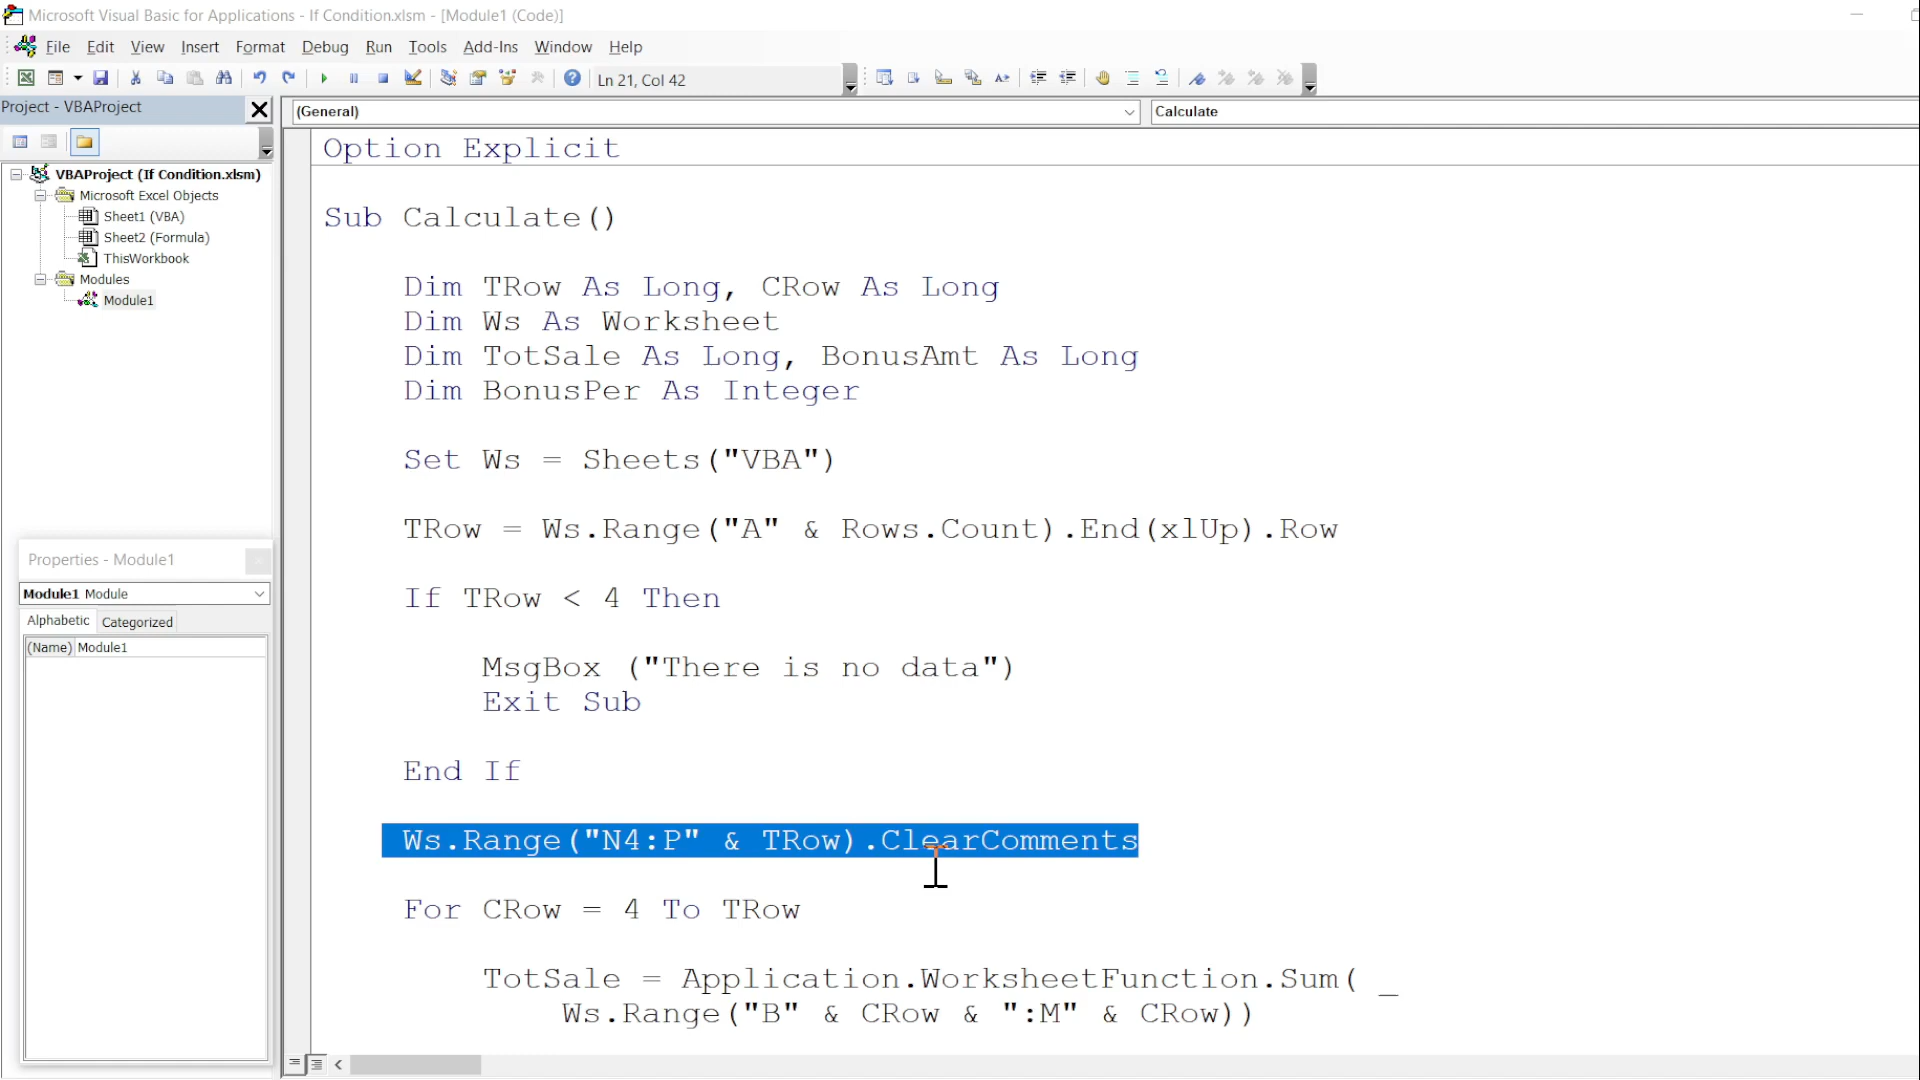 Microsoft Visual Basic for Applications - If Condition.xlsm - [Module1 (Code)]
File Edit View Insert Format Debug Run Tools Add-Ins Window Help
Ln 21, Col 42
Project - VBAProject
(General)
Calculate
VBAProject (If Condition.xlsm)
Microsoft Excel Objects
Sheet1 (VBA)
Sheet2 (Formula)
ThisWorkbook
Modules
Module1
Properties - Module1
Module1 Module
Alphabetic Categorized
(Name) Module1
Option Explicit
Sub Calculate()
Dim TRow As Long, CRow As Long
Dim Ws As Worksheet
Dim TotSale As Long, BonusAmt As Long
Dim BonusPer As Integer
Set Ws = Sheets("VBA")
TRow = Ws.Range("A" & Rows.Count).End(xlUp).Row
If TRow < 4 Then
MsgBox ("There is no data")
Exit Sub
End If
Ws.Range("N4:P" & TRow).ClearComments
For CRow = 4 To TRow
TotSale = Application.WorksheetFunction.Sum( _
Ws.Range("B" & CRow & ":M" & CRow))